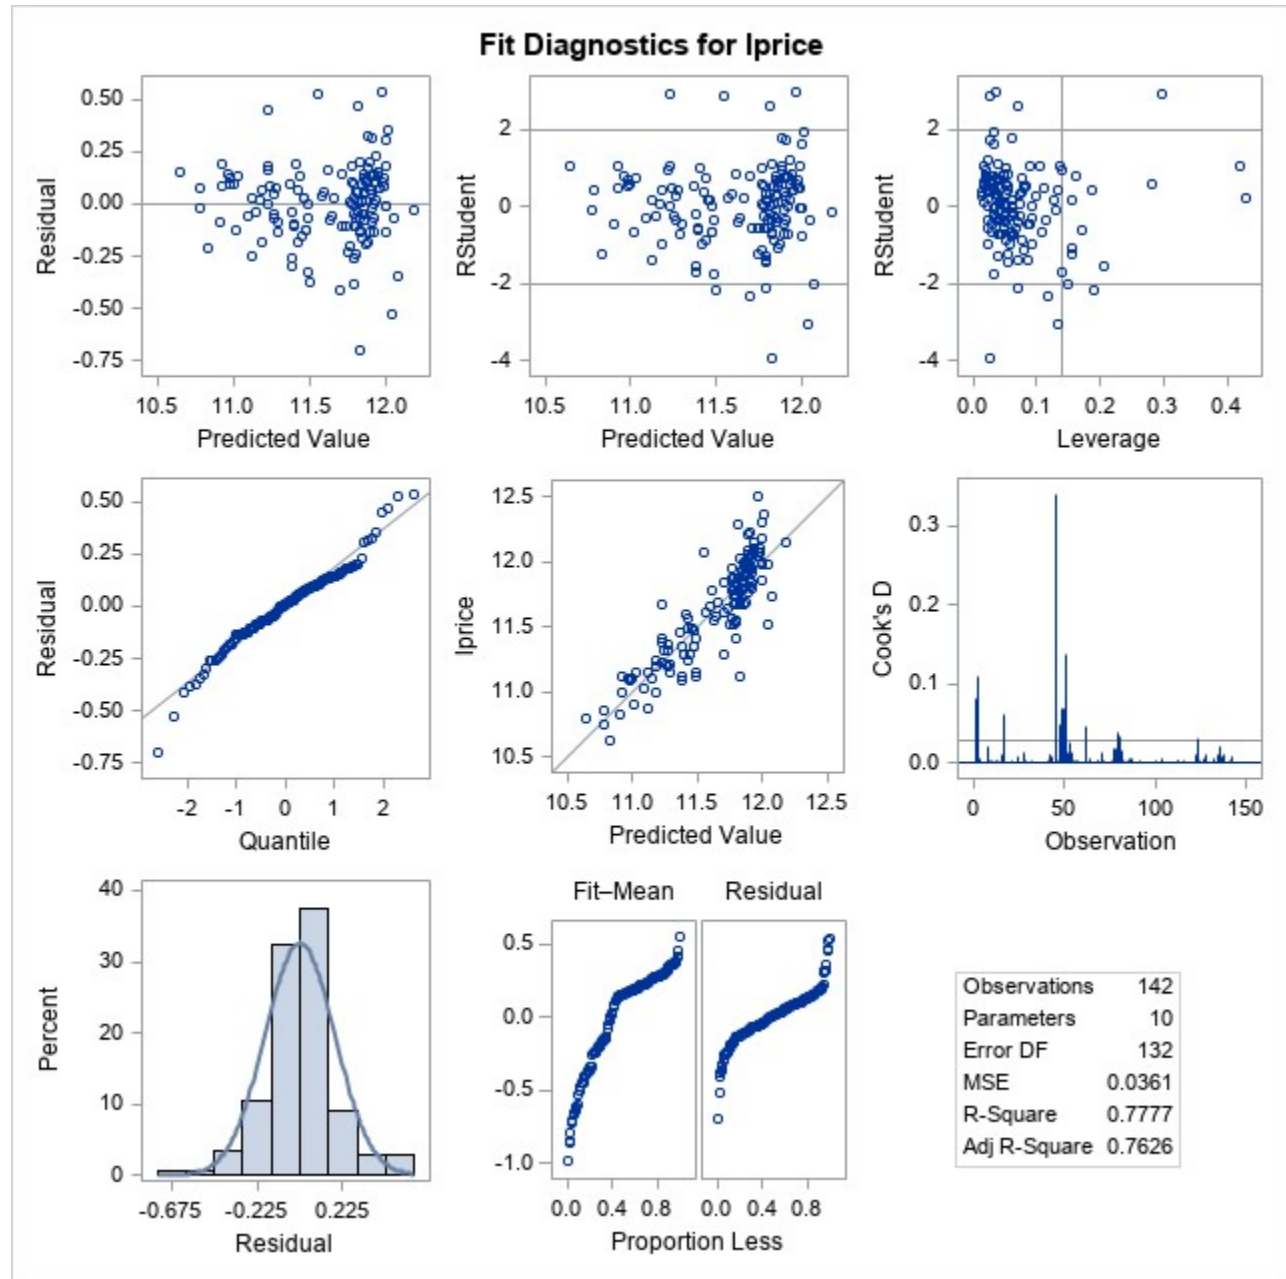 Fit Diagnostics for lprice
0.50
0.25
0.00
-0.25
-0.50
-0.75
Residual
10.5 11.0 11.5 12.0
Predicted Value
2
0
-2
-4
RStudent
10.5 11.0 11.5 12.0
Predicted Value
2
0
-2
-4
RStudent
0.0 0.1 0.2 0.3 0.4
Leverage
0.50
0.25
0.00
-0.25
-0.50
-0.75
Residual
-2 -1 0 1 2
Quantile
12.5
12.0
11.5
11.0
10.5
lprice
10.5 11.0 11.5 12.0 12.5
Predicted Value
0.3
0.2
0.1
0.0
Cook's D
0 50 100 150
Observation
40
30
20
10
0
Percent
-0.675 -0.225 0.225
Residual
Fit–Mean Residual
0.5
0.0
-0.5
-1.0
0.0 0.4 0.8 0.0 0.4 0.8
Proportion Less
Observations 142
Parameters 10
Error DF 132
MSE 0.0361
R-Square 0.7777
Adj R-Square 0.7626